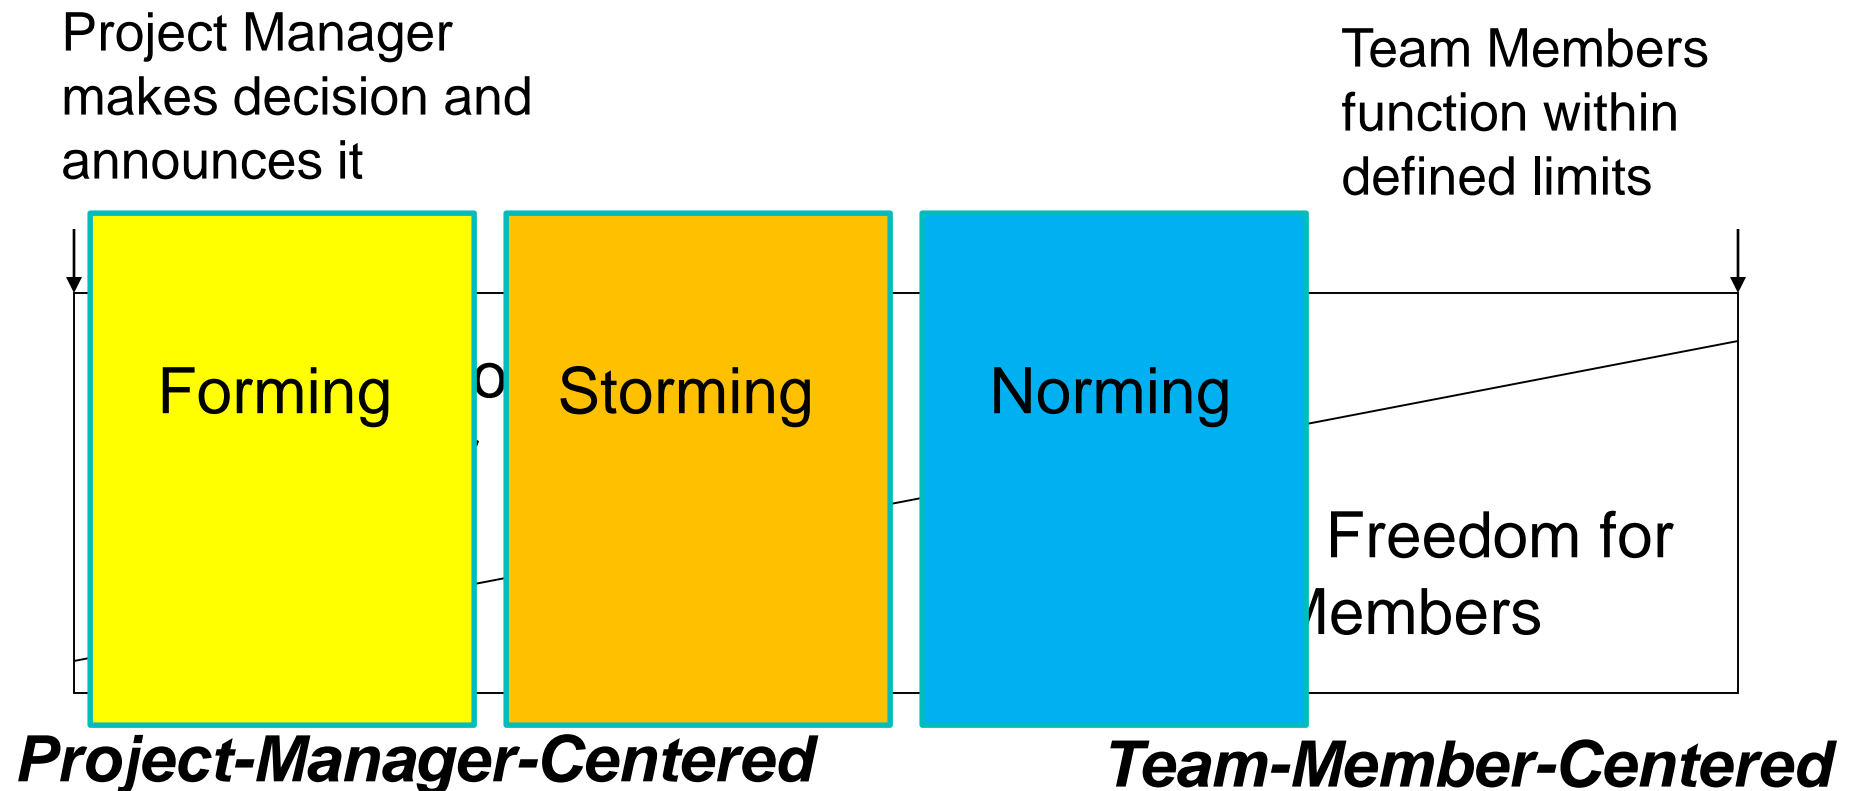 Project Manager
makes decision and
announces it
Team Members
function within
defined limits
Forming
Storming
Norming
Freedom for
Members
Project-Manager-Centered
Team-Member-Centered